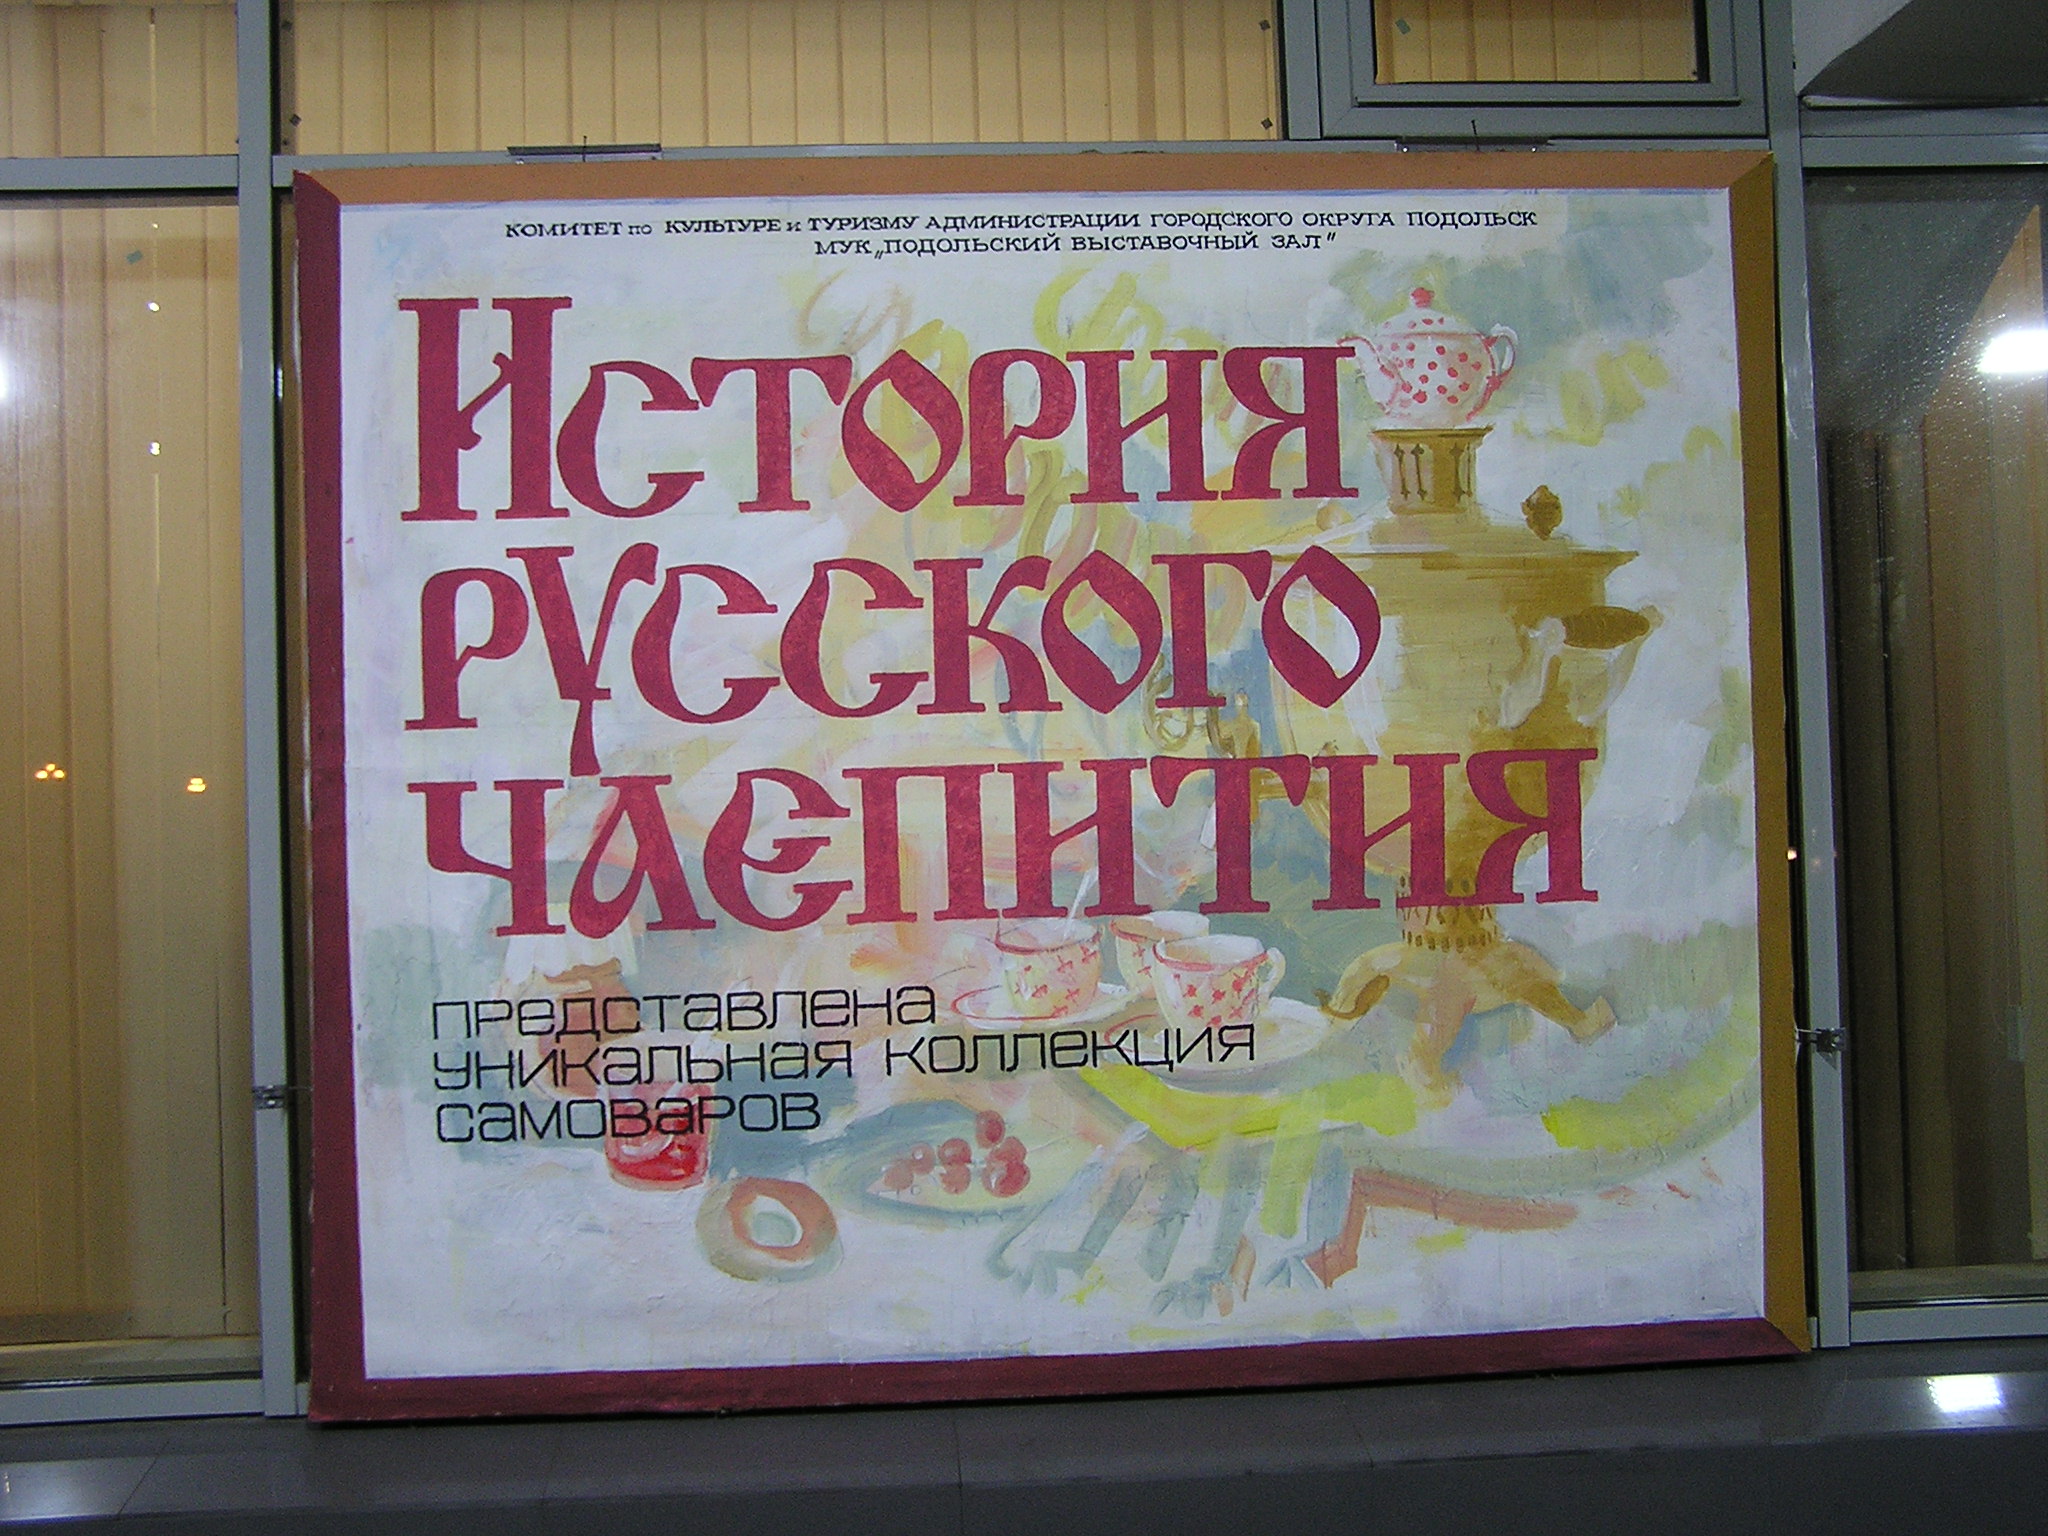 КОМИТЕТ по КУЛЬТУРЕ и ТУРИЗМУ АДМИНИСТРАЦИИ ГОРОДСКОГО ОКРУГА ПОДОЛЬСК
МУК „ПОДОЛЬСКИЙ ВЫСТАВОЧНЫЙ ЗАЛ"
ИСТОРИЯ
РУССКОГО
ЧАЕПИТИЯ
представлена
уникальная коллекция
самоваров